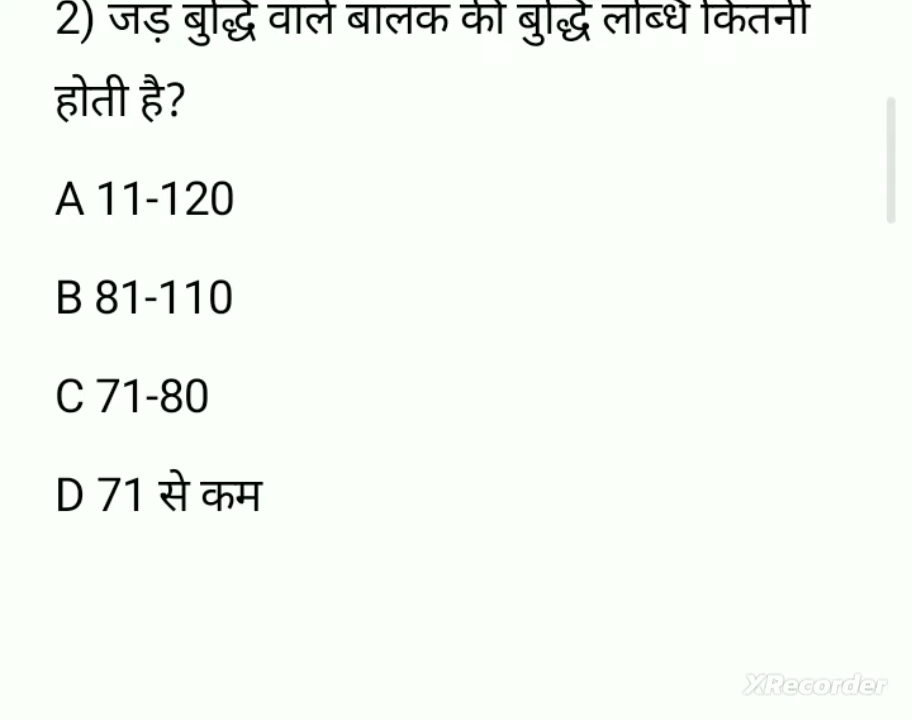 2) जड़ बुद्धि वाले बालक की बुद्धि लब्धि कितनी
होती है?
A 11-120
B 81-110
C 71-80
D 71 से कम
XRecorder